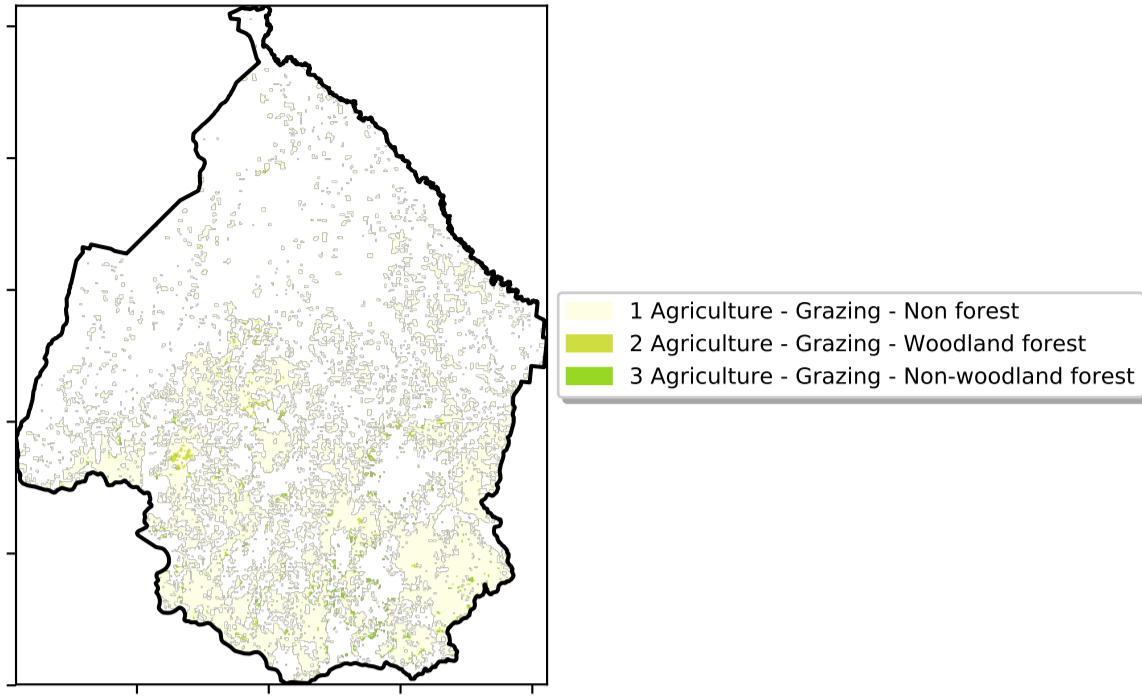 1 Agriculture - Grazing - Non forest
2 Agriculture - Grazing - Woodland forest
3 Agriculture - Grazing - Non-woodland forest